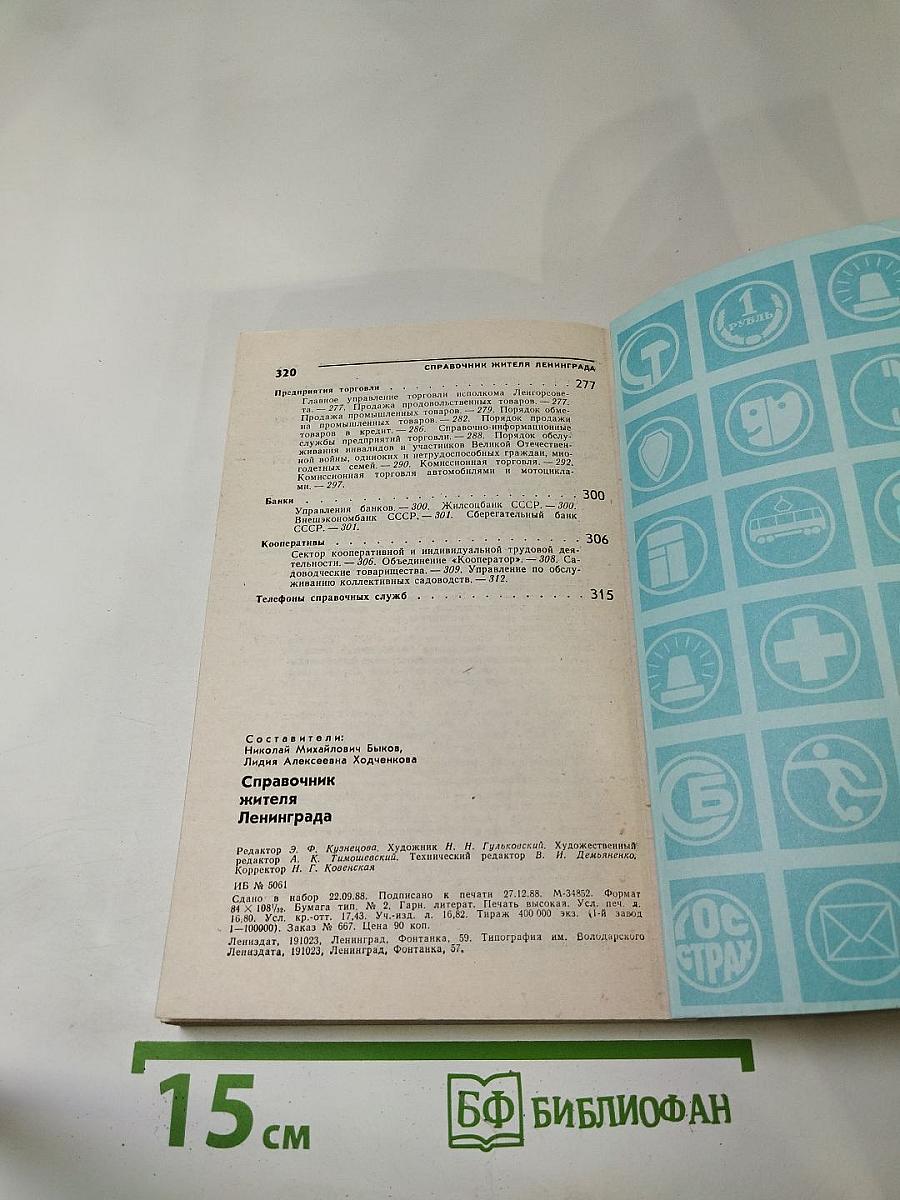 320
СПРАВОЧНИК ЖИТЕЛЯ ЛЕНИНГРАДА
Предприятия торговли . . . . . . . . . . . . . . . 277
Главное управление торговли исполкома Ленгорсове-
та. — 277. Продажа продовольственных товаров. — 277.
Продажа промышленных товаров. — 279. Порядок обме-
на промышленных товаров. — 282. Порядок продажи
товаров в кредит. — 286. Справочно-информационные
службы предприятий торговли. — 288. Порядок обслу-
живания инвалидов и участников Великой Отечествен-
ной войны, одиноких и нетрудоспособных граждан, мно-
годетных семей. — 290. Комиссионная торговля. — 292.
Комиссионная торговля автомобилями и мотоцикла-
ми. — 297.
Банки . . . . . . . . . . . . . . . . . . . . . 300
Управления банков. — 300. Жилсоцбанк СССР. — 300.
Внешэкономбанк СССР. — 301. Сберегательный банк
СССР. — 301.
Кооперативы . . . . . . . . . . . . . . . . . . 306
Сектор кооперативной и индивидуальной трудовой дея-
тельности. — 306. Объединение «Кооператор». — 308. Са-
доводческие товарищества. — 309. Управление по обслу-
живанию коллективных садоводств. — 312.
Телефоны справочных служб . . . . . . . . . . . . 315
Составители:
Николай Михайлович Быков,
Лидия Алексеевна Ходченкова
Справочник
жителя
Ленинграда
Редактор Э. Ф. Кузнецова. Художник Н. Н. Гульковский. Художественный
редактор А. К. Тимошевский. Технический редактор В. И. Демьяненко.
Корректор Н. Г. Ковенская
ИБ № 5061
Сдано в набор 22.09.88. Подписано к печати 27.12.88. М-34852. Формат
84 × 108 1/32. Бумага тип. № 2. Гарн. литерат. Печать высокая. Усл. печ. л.
16,80. Усл. кр.-отт. 17,43. Уч.-изд. л. 16,82. Тираж 400 000 экз. (1-й завод
1—100000). Заказ № 667. Цена 90 коп.
Лениздат, 191023, Ленинград, Фонтанка, 59. Типография им. Володарского
Лениздата, 191023, Ленинград, Фонтанка, 57.
1
РУБЛЬ
СБ
ГОС
СТРАХ
15 см
БФ БИБЛИОФАН